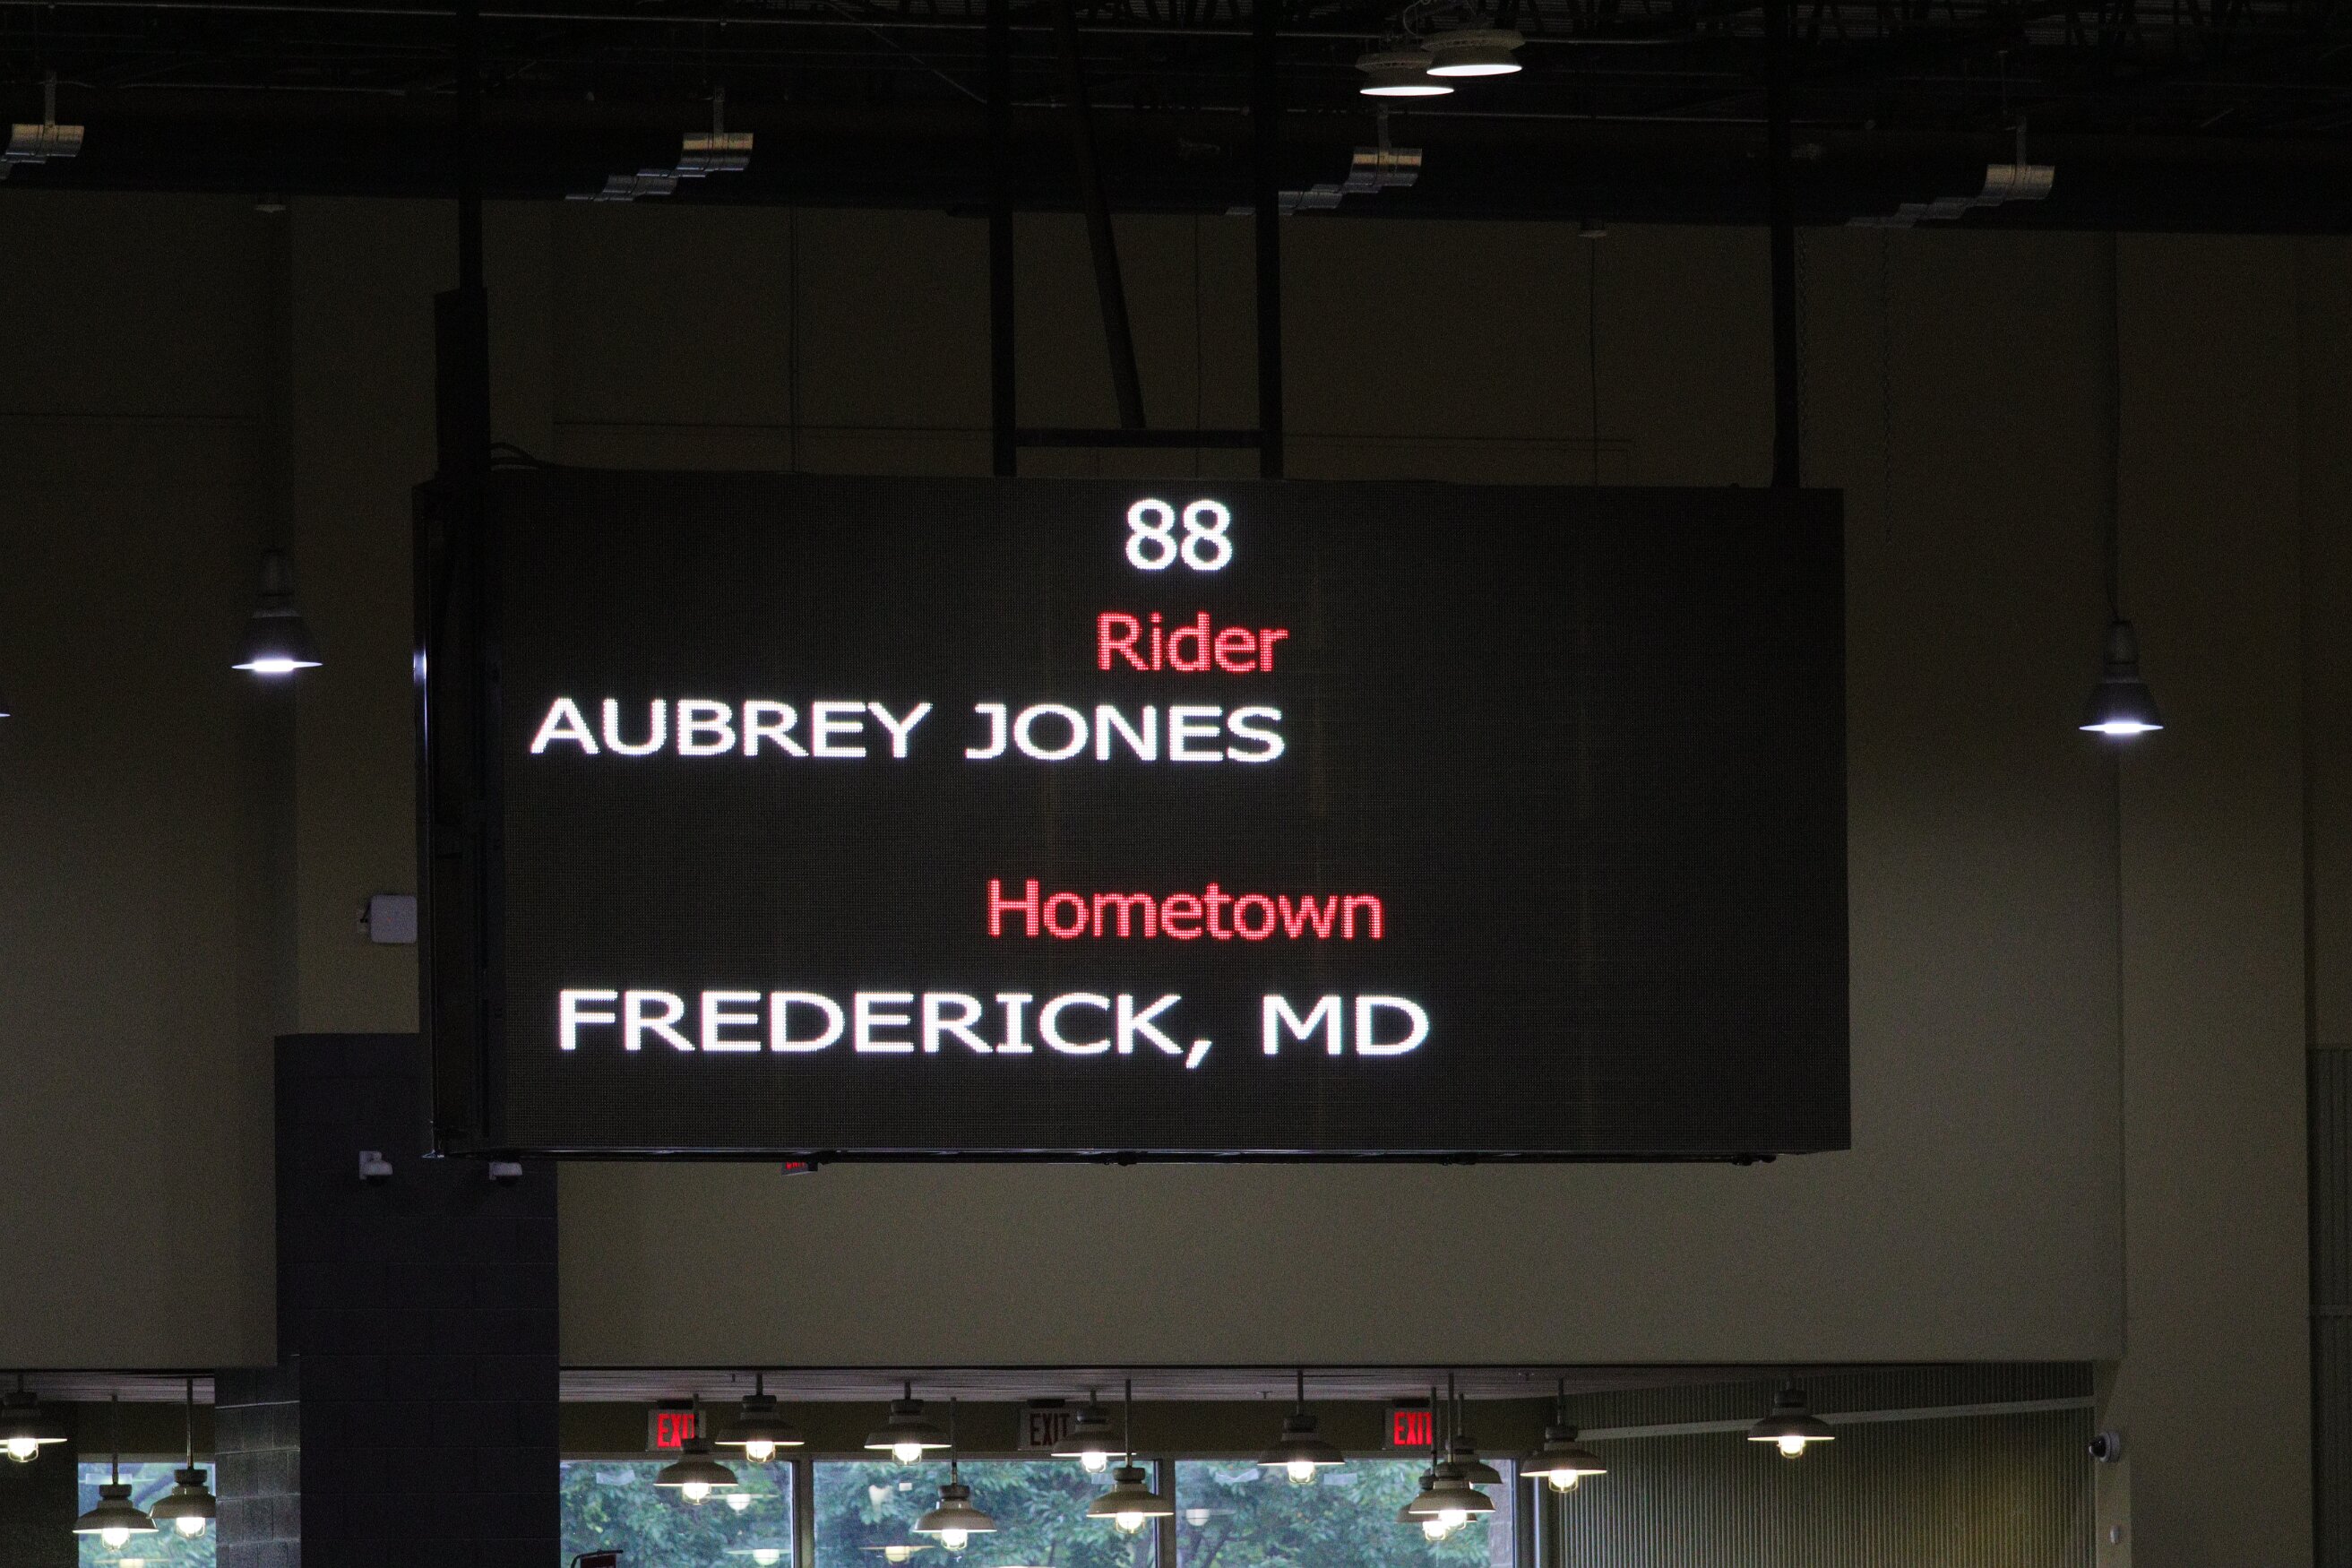 88
Rider
AUBREY JONES
Hometown
FREDERICK, MD
EXIT
EXIT
EXIT